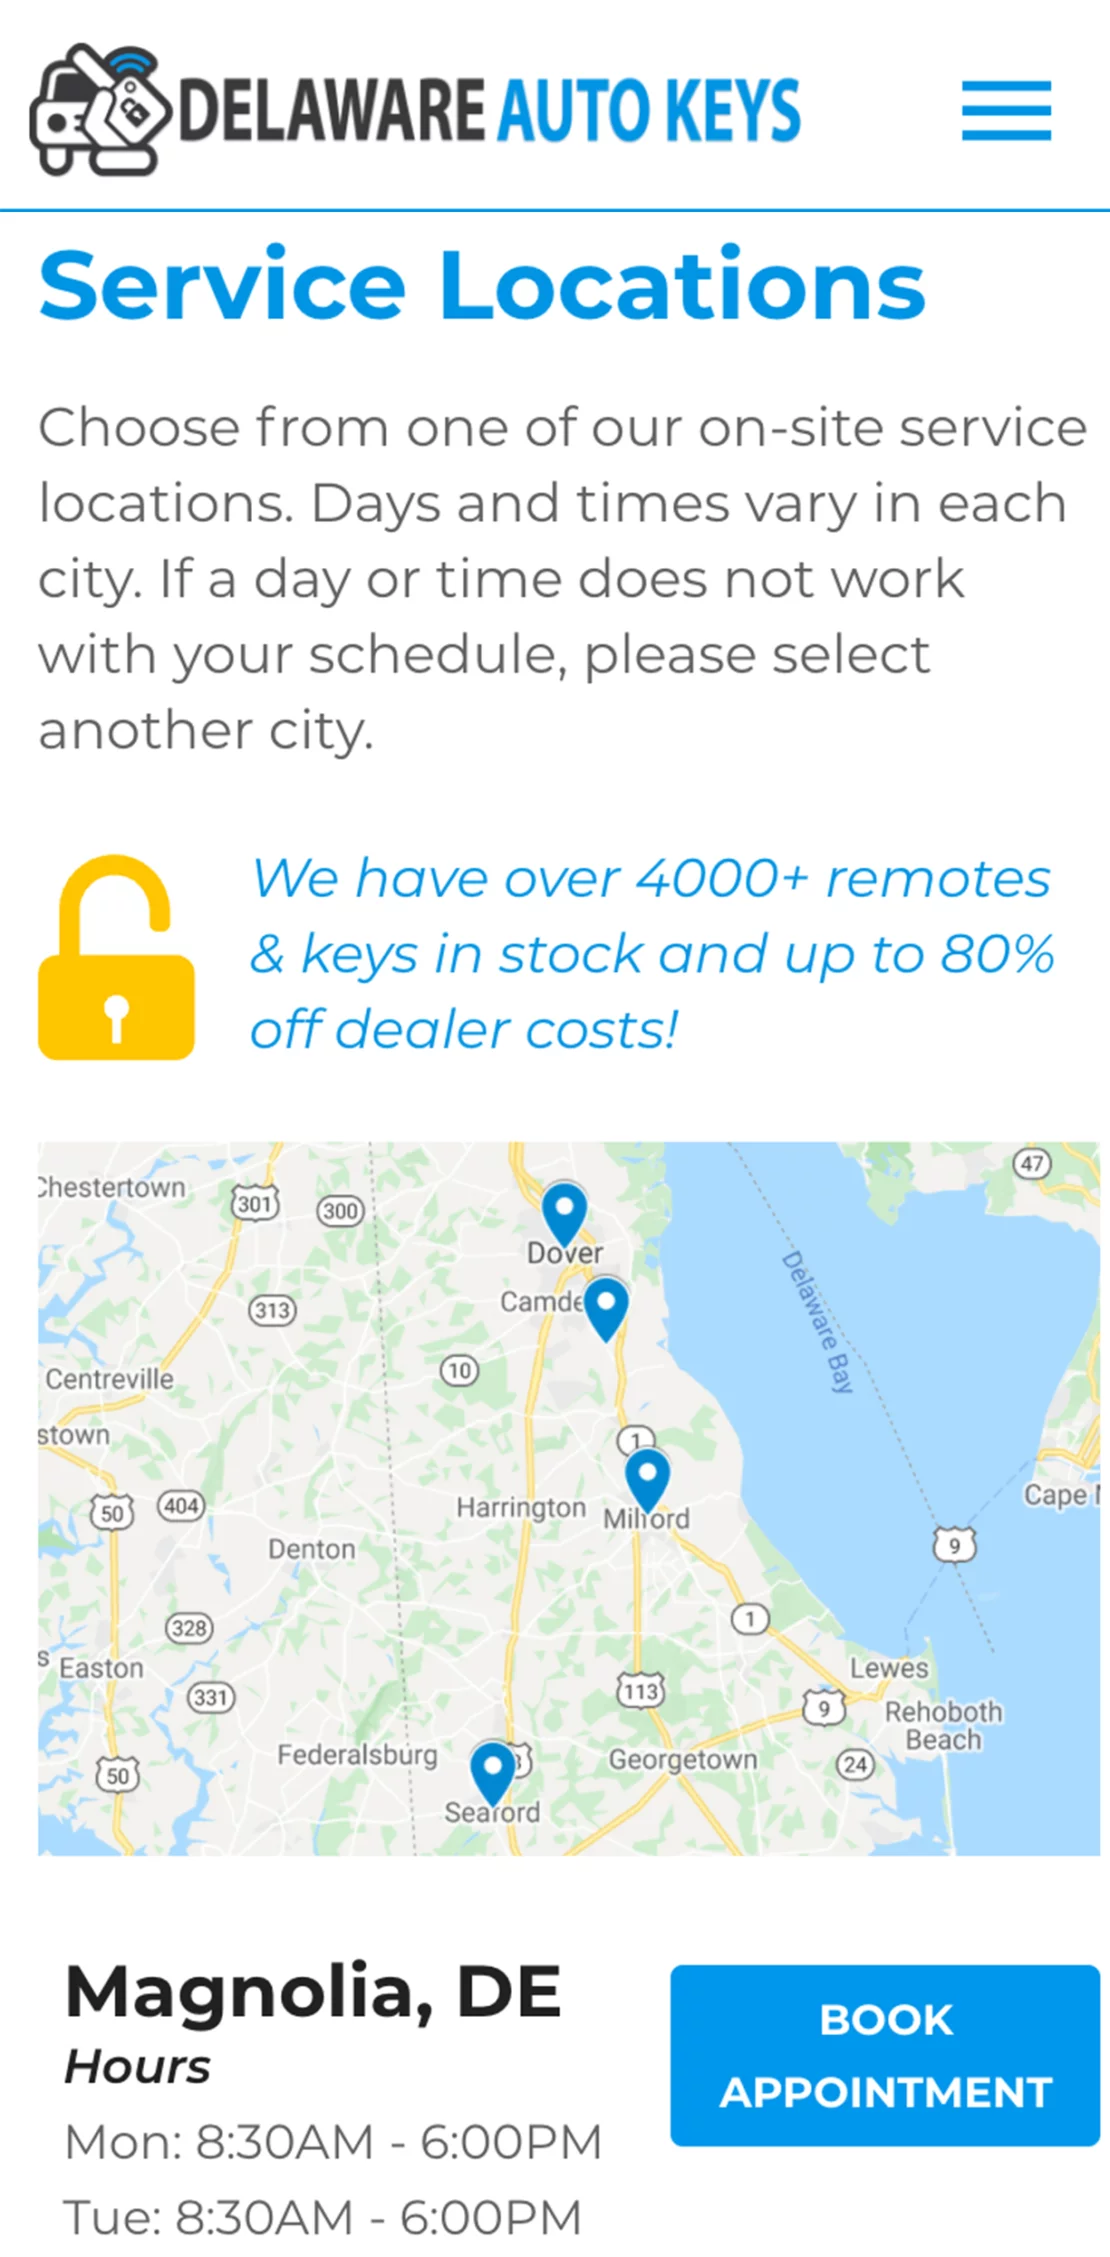 DELAWARE AUTO KEYS
Service Locations
Choose from one of our on-site service
locations. Days and times vary in each
city. If a day or time does not work
with your schedule, please select
another city.
We have over 4000+ remotes
& keys in stock and up to 80%
off dealer costs!
47
Chestertown
301
300
Dover
Delaware Bay
Camde
313
10
Centreville
stown
1
Cape
50
404
Harrington
Milford
9
Denton
1
328
s
Easton
Lewes
331
113
9
Rehoboth
Beach
Federalsburg
Georgetown
24
50
Seaford
Magnolia, DE
BOOK
APPOINTMENT
Hours
Mon: 8:30AM - 6:00PM
Tue: 8:30AM - 6:00PM